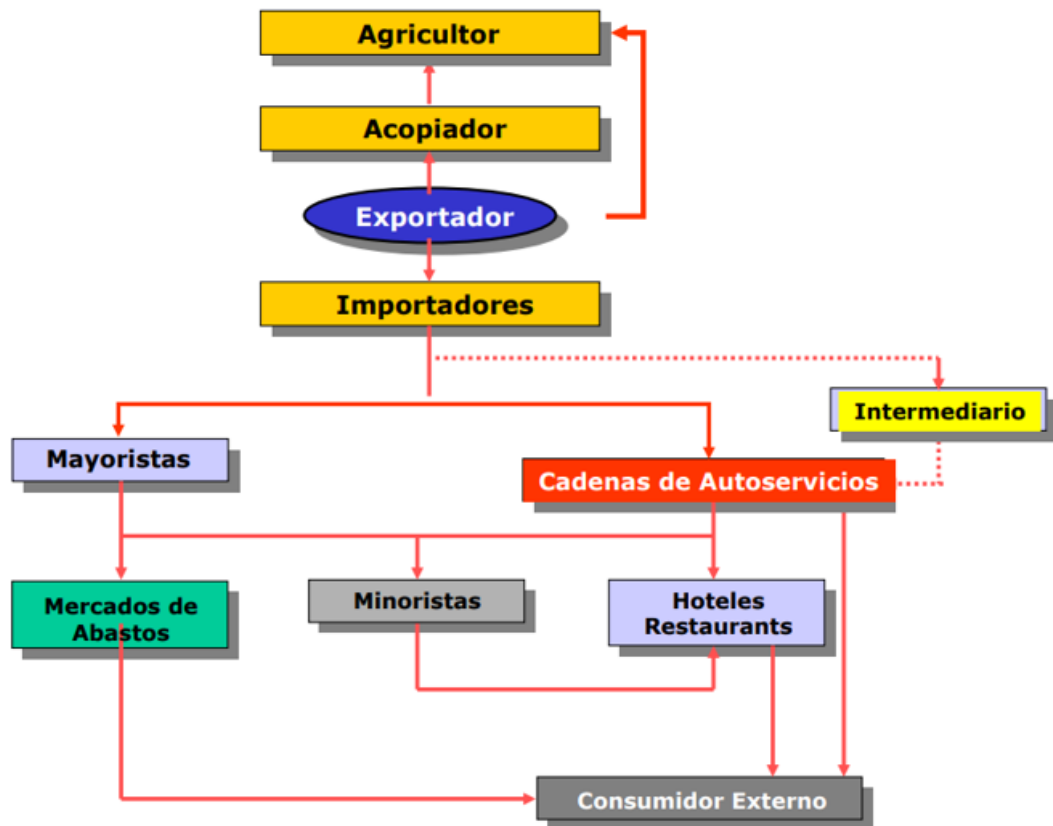 Agricultor
Acopiador
Exportador
Importadores
Intermediario
Mayoristas
Cadenas de Autoservicios
Mercados de
Abastos
Minoristas
Hoteles
Restaurants
Consumidor Externo